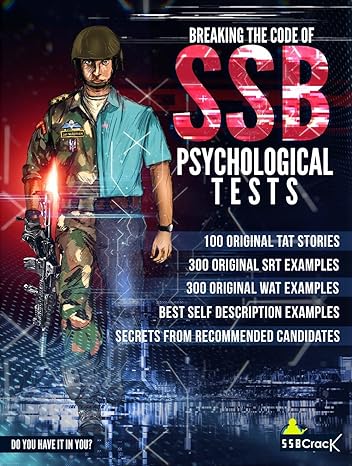 BREAKING THE CODE OF
SSB
PSYCHOLOGICAL
TESTS
100 ORIGINAL TAT STORIES
300 ORIGINAL SRT EXAMPLES
300 ORIGINAL WAT EXAMPLES
BEST SELF DESCRIPTION EXAMPLES
SECRETS FROM RECOMMENDED CANDIDATES
DO YOU HAVE IT IN YOU?
SSBCracK